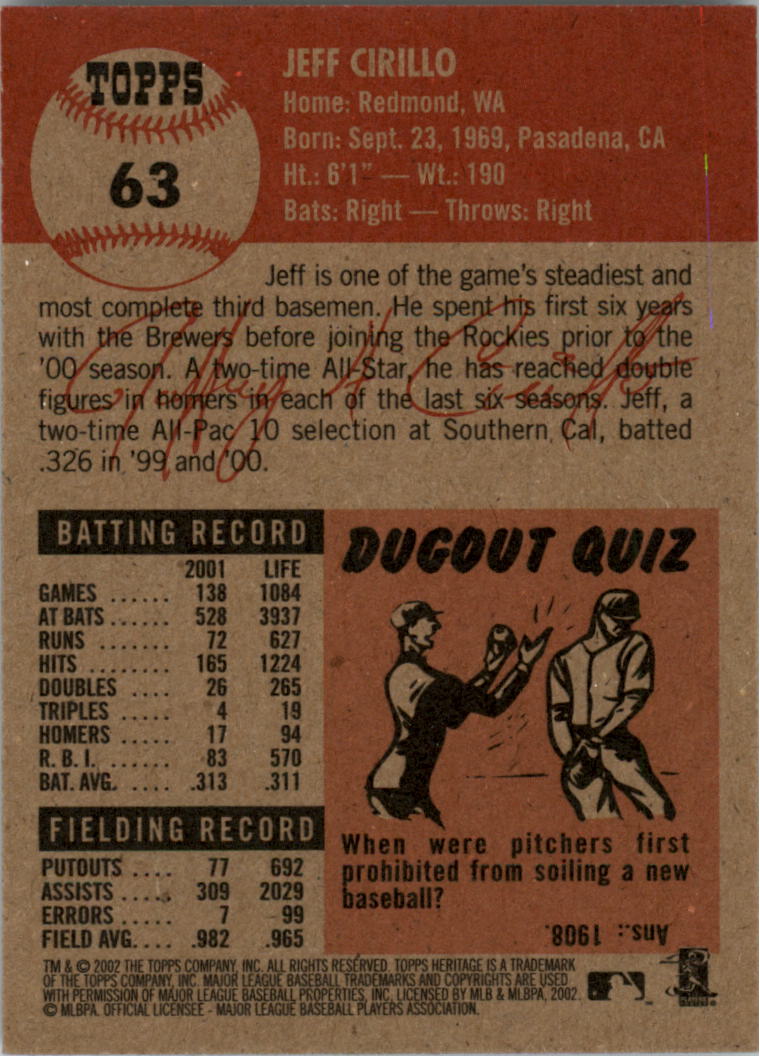 TOPPS
63
JEFF CIRILLO
Home: Redmond, WA
Born: Sept. 23, 1969, Pasadena, CA
Ht.: 6'1" — Wt.: 190
Bats: Right — Throws: Right
Jeff is one of the game's steadiest and
most complete third basemen. He spent his first six years
with the Brewers before joining the Rockies prior to the
'00 season. A two-time All-Star, he has reached double
figures in homers in each of the last six seasons. Jeff, a
two-time All-Pac 10 selection at Southern Cal, batted
.326 in '99 and '00.
Jeffrey H Cirillo
BATTING RECORD
2001 LIFE
GAMES ...... 138 1084
AT BATS ...... 528 3937
RUNS ....... 72 627
HITS ........ 165 1224
DOUBLES .... 26 265
TRIPLES ..... 4 19
HOMERS ..... 17 94
R. B. I. ....... 83 570
BAT. AVG. .... .313 .311
FIELDING RECORD
PUTOUTS .... 77 692
ASSISTS ..... 309 2029
ERRORS ..... 7 99
FIELD AVG. ... .982 .965
DUGOUT QUIZ
When were pitchers first
prohibited from soiling a new
baseball?
Ans.: 1908.
TM & © 2002 THE TOPPS COMPANY, INC. ALL RIGHTS RESERVED. TOPPS HERITAGE IS A TRADEMARK
OF THE TOPPS COMPANY, INC. MAJOR LEAGUE BASEBALL TRADEMARKS AND COPYRIGHTS ARE USED
WITH PERMISSION OF MAJOR LEAGUE BASEBALL PROPERTIES, INC. LICENSED BY MLB & MLBPA, 2002.
© MLBPA. OFFICIAL LICENSEE - MAJOR LEAGUE BASEBALL PLAYERS ASSOCIATION.